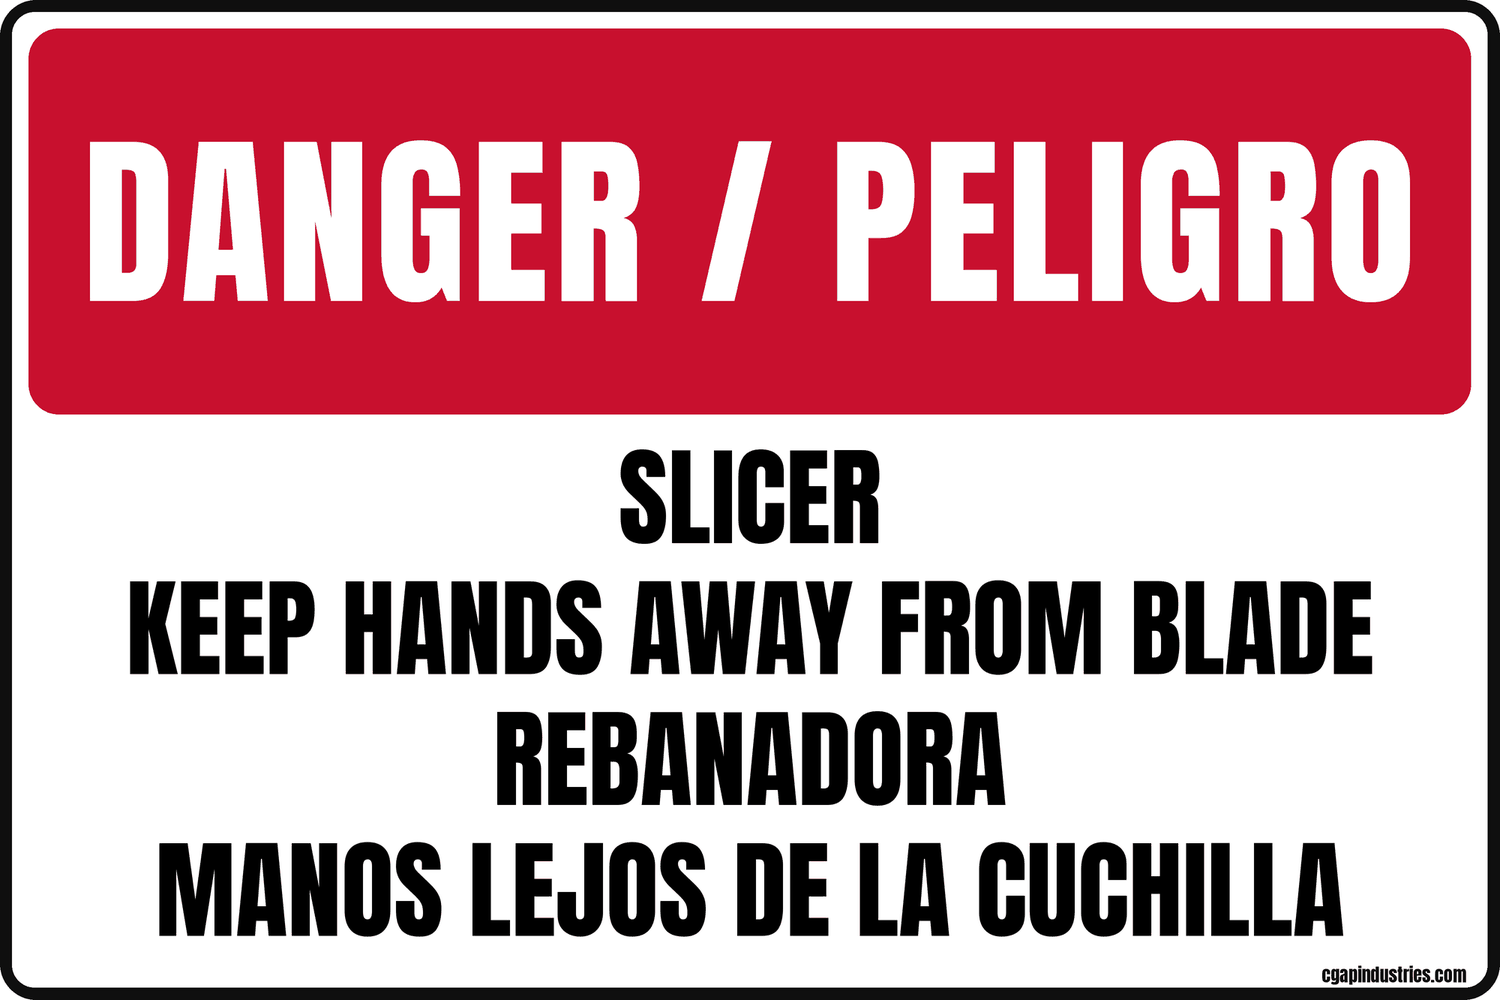 DANGER / PELIGRO
SLICER
KEEP HANDS AWAY FROM BLADE
REBANADORA
MANOS LEJOS DE LA CUCHILLA
cgapindustries.com